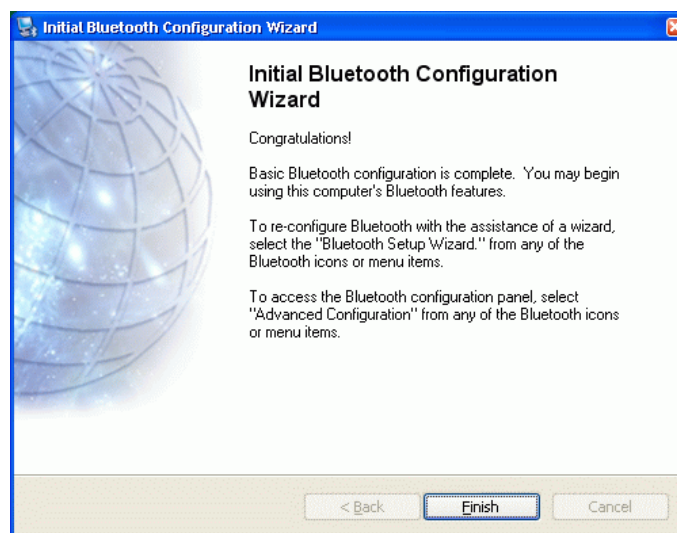 Initial Bluetooth Configuration Wizard
Initial Bluetooth Configuration
Wizard
Congratulations!
Basic Bluetooth configuration is complete.  You may begin
using this computer's Bluetooth features.
To re-configure Bluetooth with the assistance of a wizard,
select the "Bluetooth Setup Wizard." from any of the
Bluetooth icons or menu items.
To access the Bluetooth configuration panel, select
"Advanced Configuration" from any of the Bluetooth icons
or menu items.
< Back
Finish
Cancel